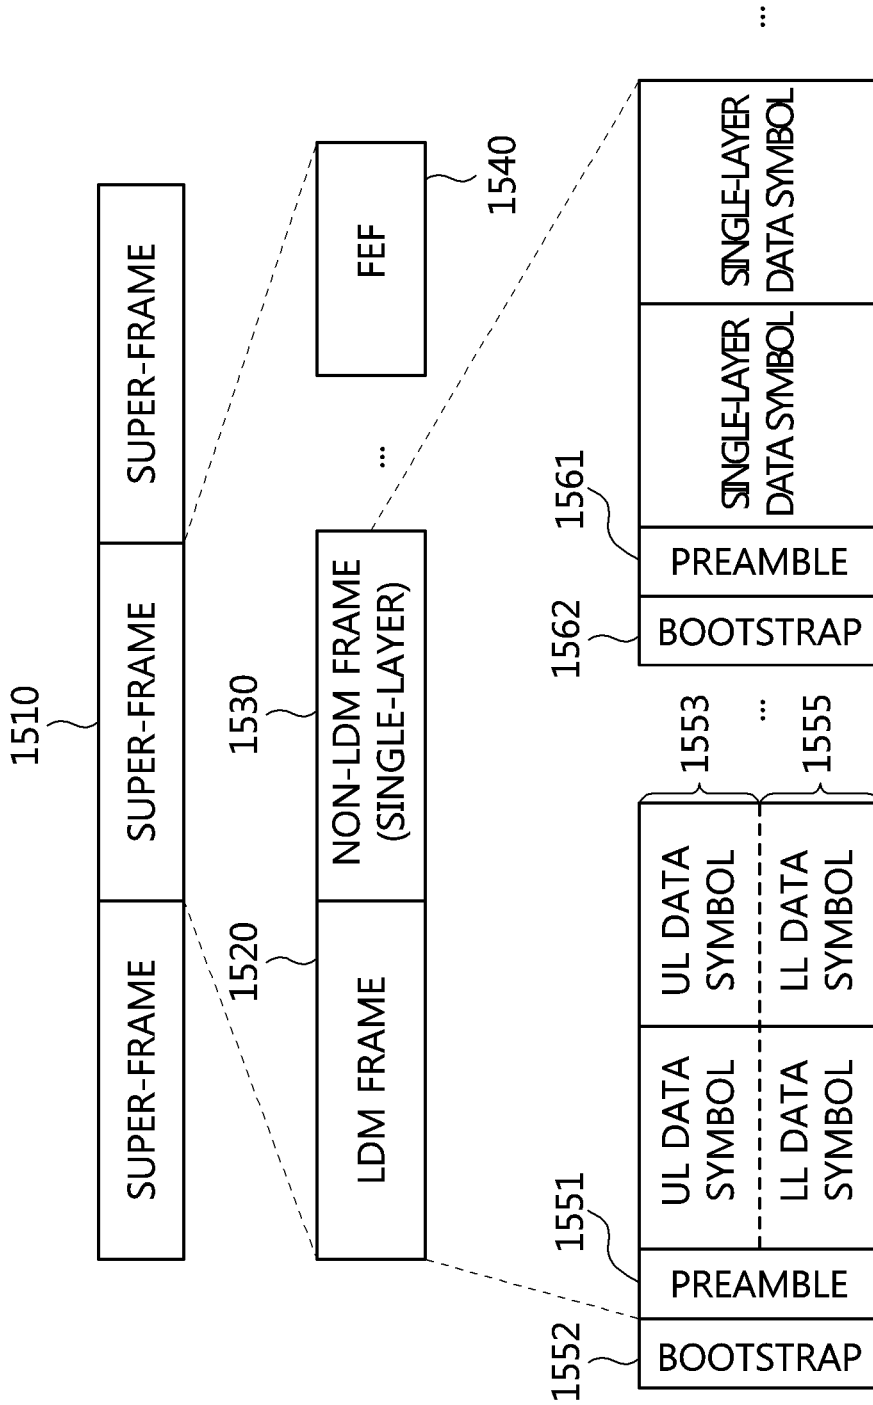 1510
SUPER-FRAME
SUPER-FRAME
SUPER-FRAME
1520
1530
LDM FRAME
NON-LDM FRAME
(SINGLE-LAYER)
...
FEF
1540
1552
1551
1562
1561
BOOTSTRAP
PREAMBLE
UL DATA
SYMBOL
UL DATA
SYMBOL
LL DATA
SYMBOL
LL DATA
SYMBOL
1553
...
1555
BOOTSTRAP
PREAMBLE
SINGLE-LAYER
DATA SYMBOL
SINGLE-LAYER
DATA SYMBOL
...